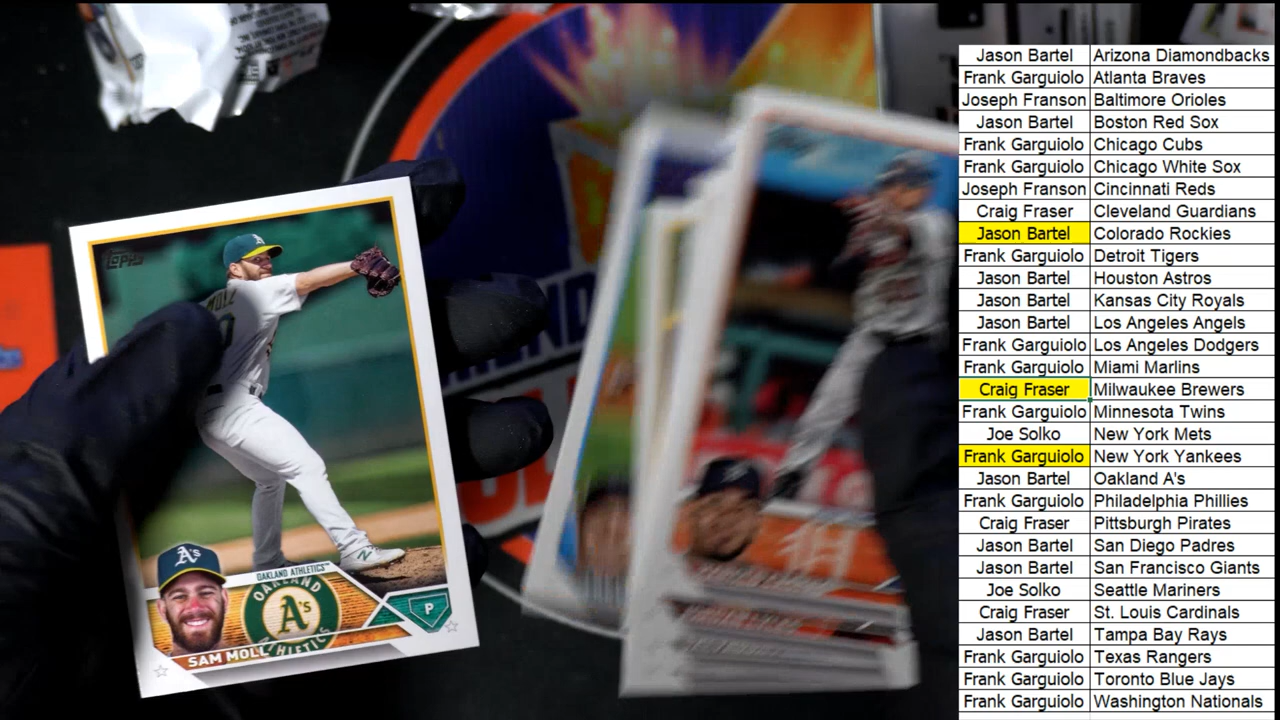 TOPPS
OAKLAND ATHLETICS™
A's
OAKLAND
A's
ATHLETICS
P
SAM MOLL
Jason Bartel Arizona Diamondbacks
Frank Garguiolo Atlanta Braves
Joseph Franson Baltimore Orioles
Jason Bartel Boston Red Sox
Frank Garguiolo Chicago Cubs
Frank Garguiolo Chicago White Sox
Joseph Franson Cincinnati Reds
Craig Fraser Cleveland Guardians
Jason Bartel Colorado Rockies
Frank Garguiolo Detroit Tigers
Jason Bartel Houston Astros
Jason Bartel Kansas City Royals
Jason Bartel Los Angeles Angels
Frank Garguiolo Los Angeles Dodgers
Frank Garguiolo Miami Marlins
Craig Fraser Milwaukee Brewers
Frank Garguiolo Minnesota Twins
Joe Solko New York Mets
Frank Garguiolo New York Yankees
Jason Bartel Oakland A's
Frank Garguiolo Philadelphia Phillies
Craig Fraser Pittsburgh Pirates
Jason Bartel San Diego Padres
Jason Bartel San Francisco Giants
Joe Solko Seattle Mariners
Craig Fraser St. Louis Cardinals
Jason Bartel Tampa Bay Rays
Frank Garguiolo Texas Rangers
Frank Garguiolo Toronto Blue Jays
Frank Garguiolo Washington Nationals